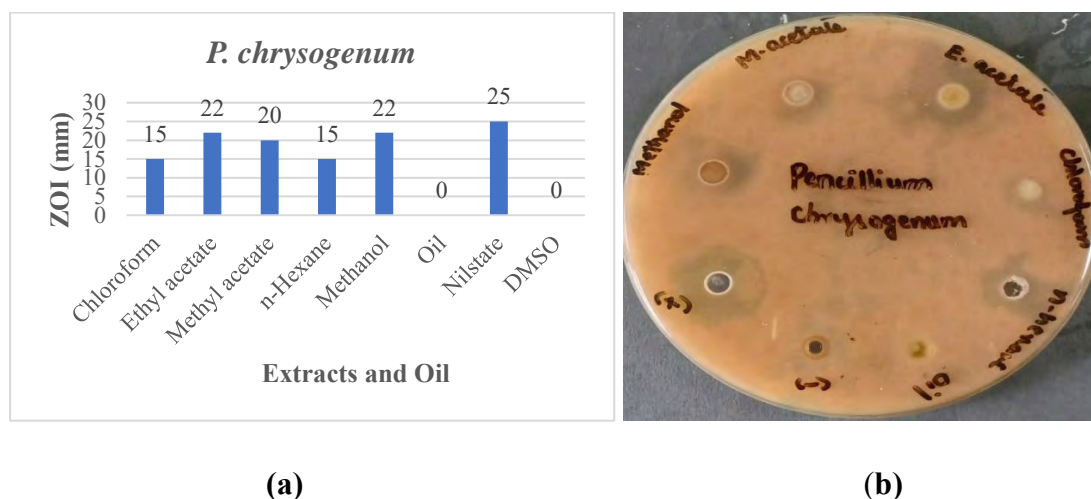 P. chrysogenum
ZOI (mm)
30
25
20
15
10
5
0
15
22
20
15
22
0
25
0
Chloroform
Ethyl acetate
Methyl acetate
n-Hexane
Methanol
Oil
Nilstate
DMSO
Extracts and Oil
(a)
M. acetate
E. acetate
Methanol
Chloroform
Pencillium
Chrysogenum
(+)
n-hexane
(-)
oil
(b)